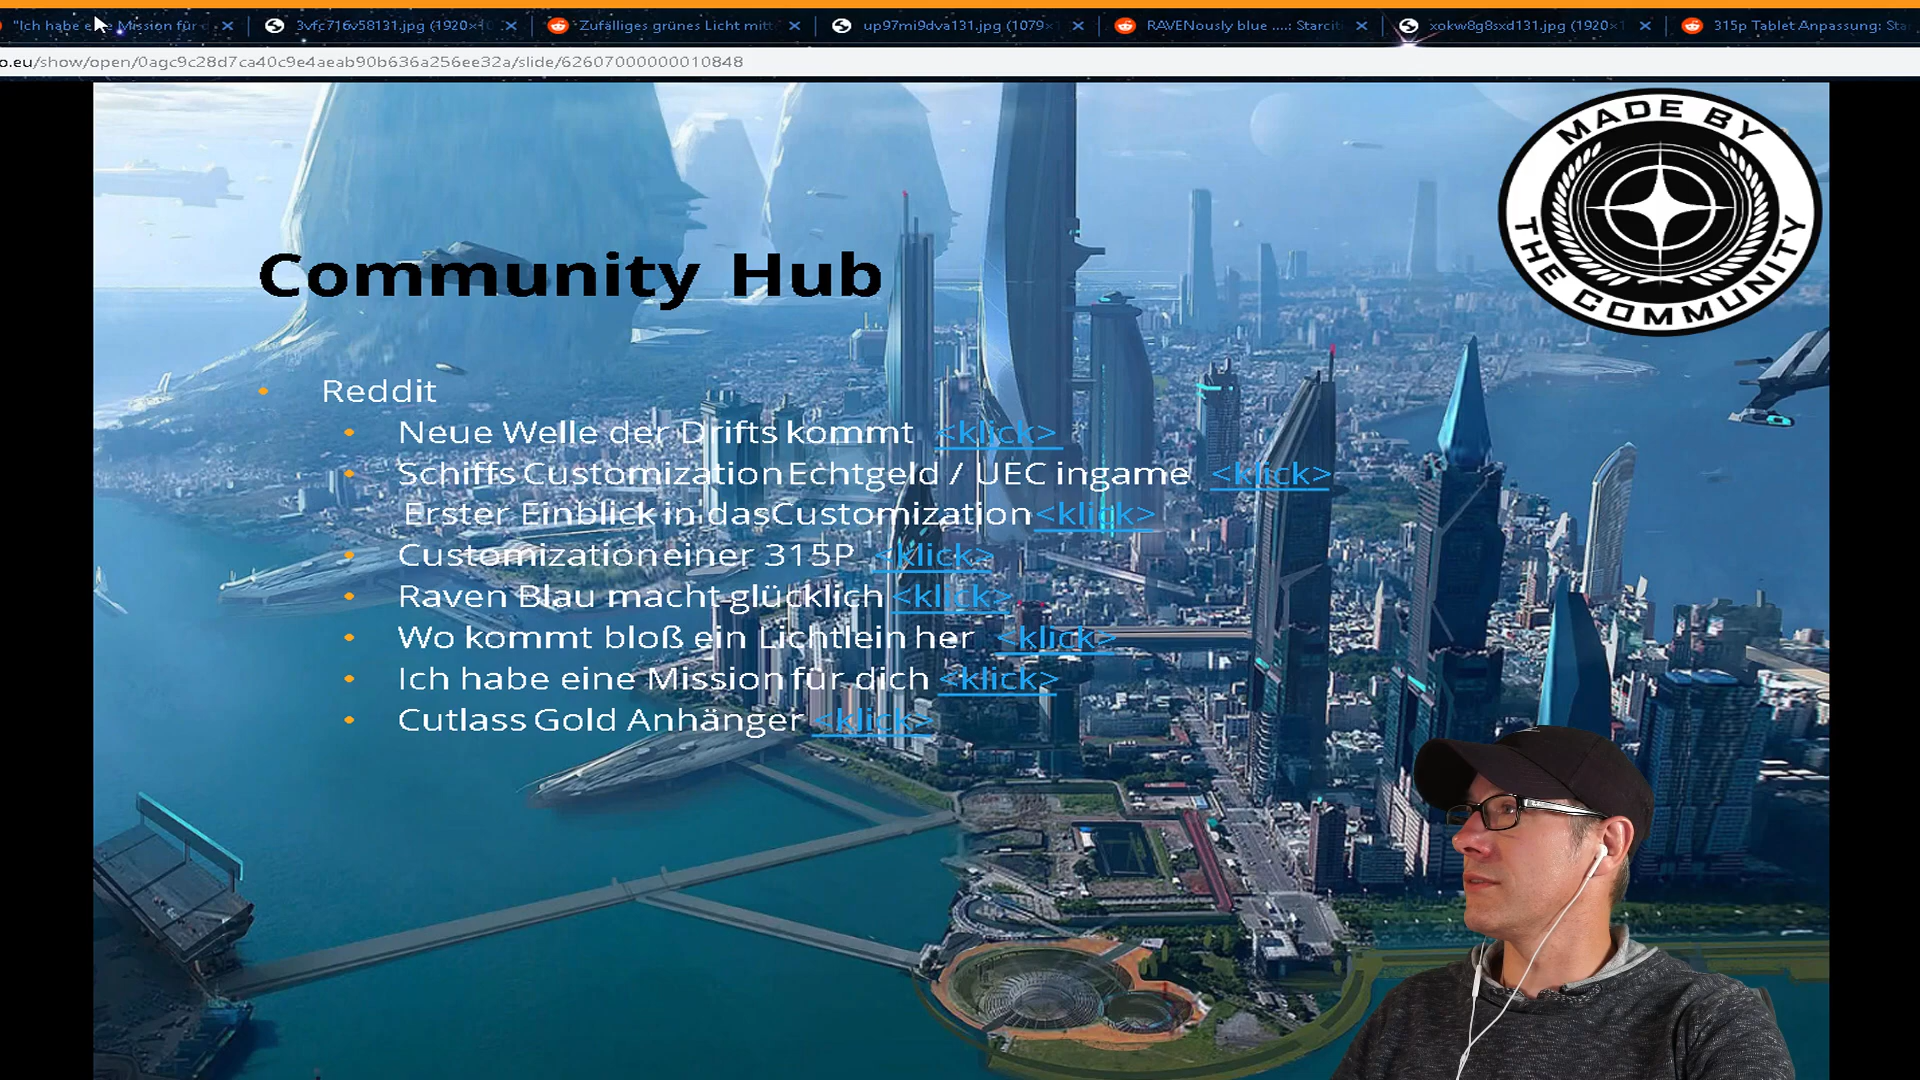 "Ich habe eine Mission für
3vfc716v58131.jpg (1920×
Zufälliges grünes Licht mitt
up97mi9dva131.jpg (1079×
RAVENously blue .....: Starci
xokw8g8sxd131.jpg (1920×
315p Tablet Anpassung: Sta
o.eu/show/open/0agc9c28d7ca40c9e4aeab90b636a256ee32a/slide/62607000000010848
MADE BY
THE COMMUNITY
Community Hub
Reddit
Neue Welle der Drifts kommt <klick>
Schiffs Customization Echtgeld / UEC ingame <klick>
Erster Einblick in das Customization <klick>
Customization einer 315P <klick>
Raven Blau macht glücklich <klick>
Wo kommt bloß ein Lichtlein her <klick>
Ich habe eine Mission für dich <klick>
Cutlass Gold Anhänger <klick>